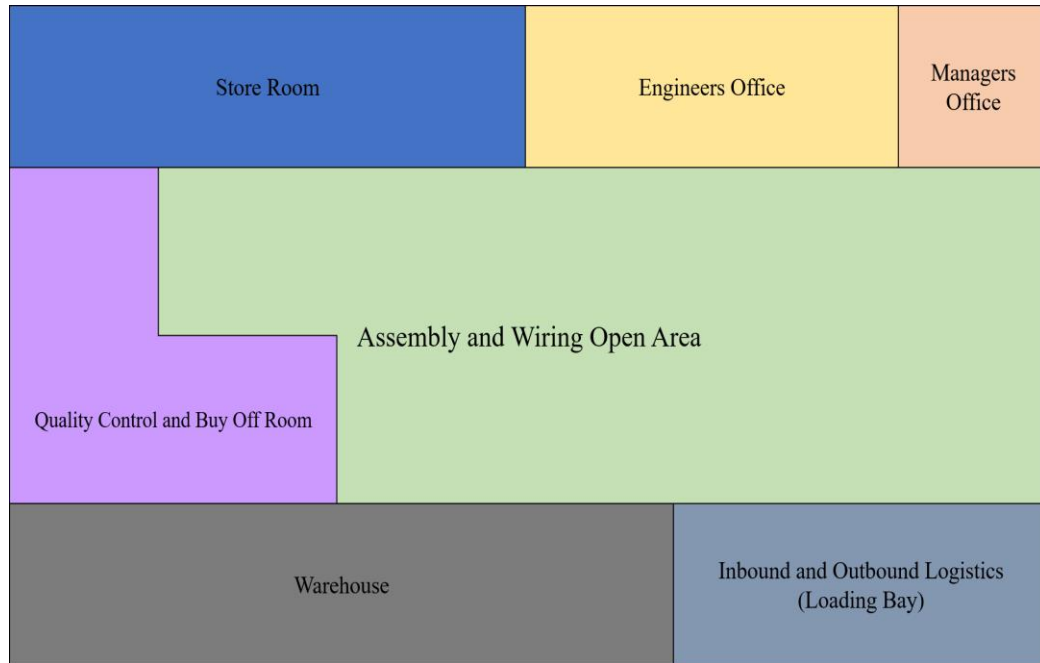 Store Room
Engineers Office
Managers
Office
Assembly and Wiring Open Area
Quality Control and Buy Off Room
Warehouse
Inbound and Outbound Logistics
(Loading Bay)